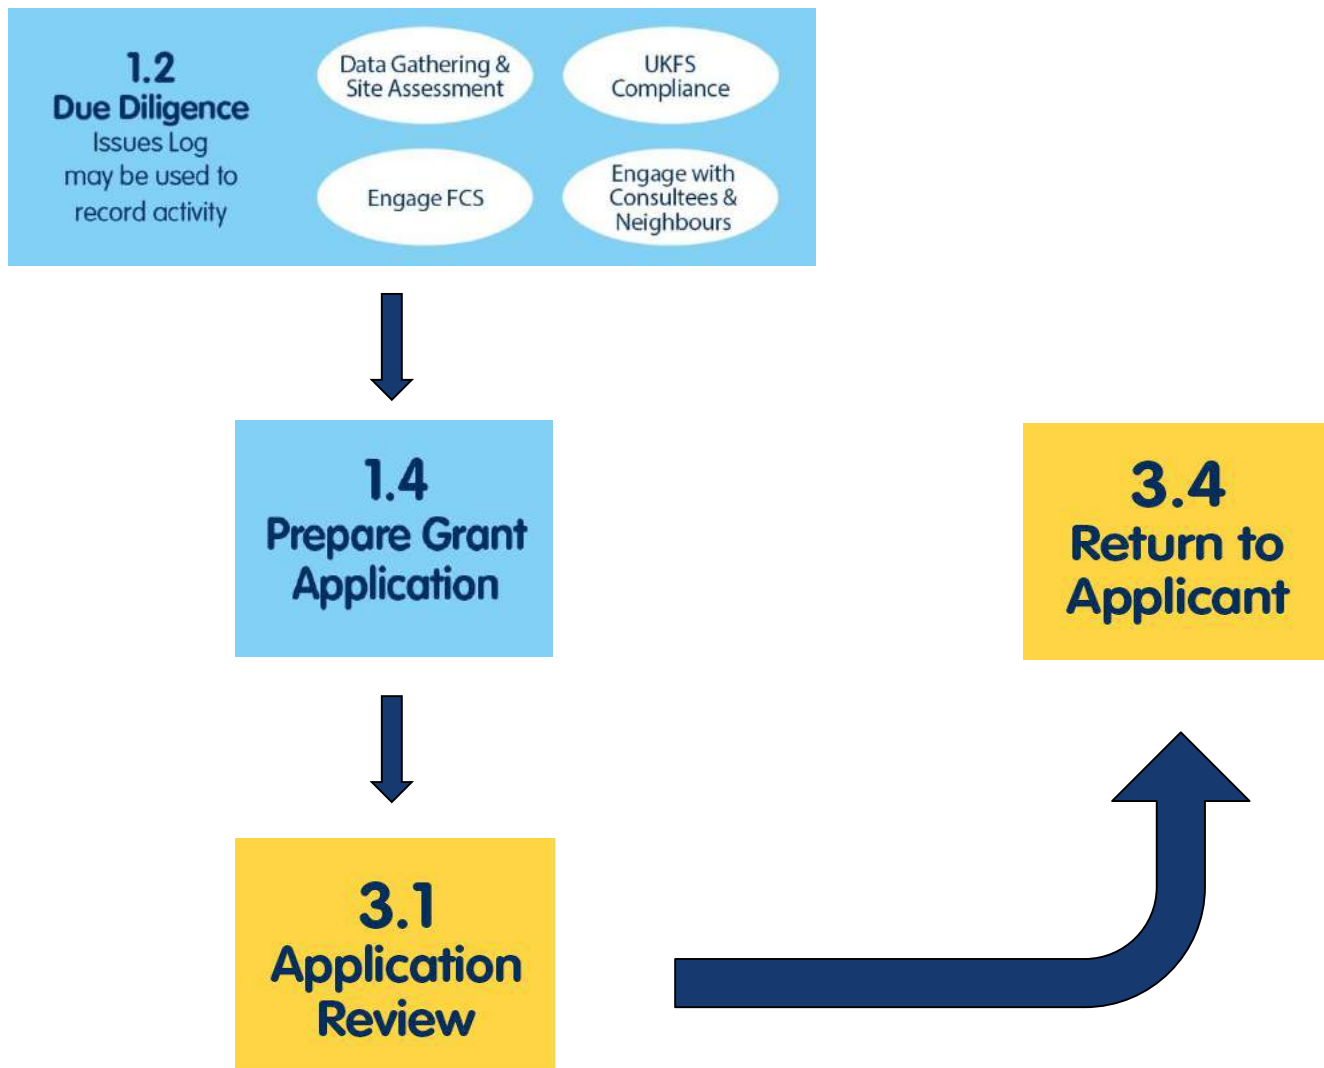 1.2
Due Diligence
Issues Log
may be used to
record activity
Data Gathering &
Site Assessment
UKFS
Compliance
Engage FCS
Engage with
Consultees &
Neighbours
1.4
Prepare Grant
Application
3.4
Return to
Applicant
3.1
Application
Review